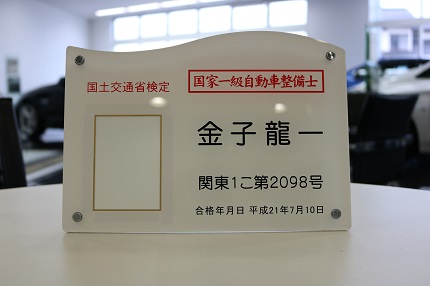 国土交通省検定
国家一級自動車整備士
金子龍一
関東1こ第2098号
合格年月日 平成21年7月10日